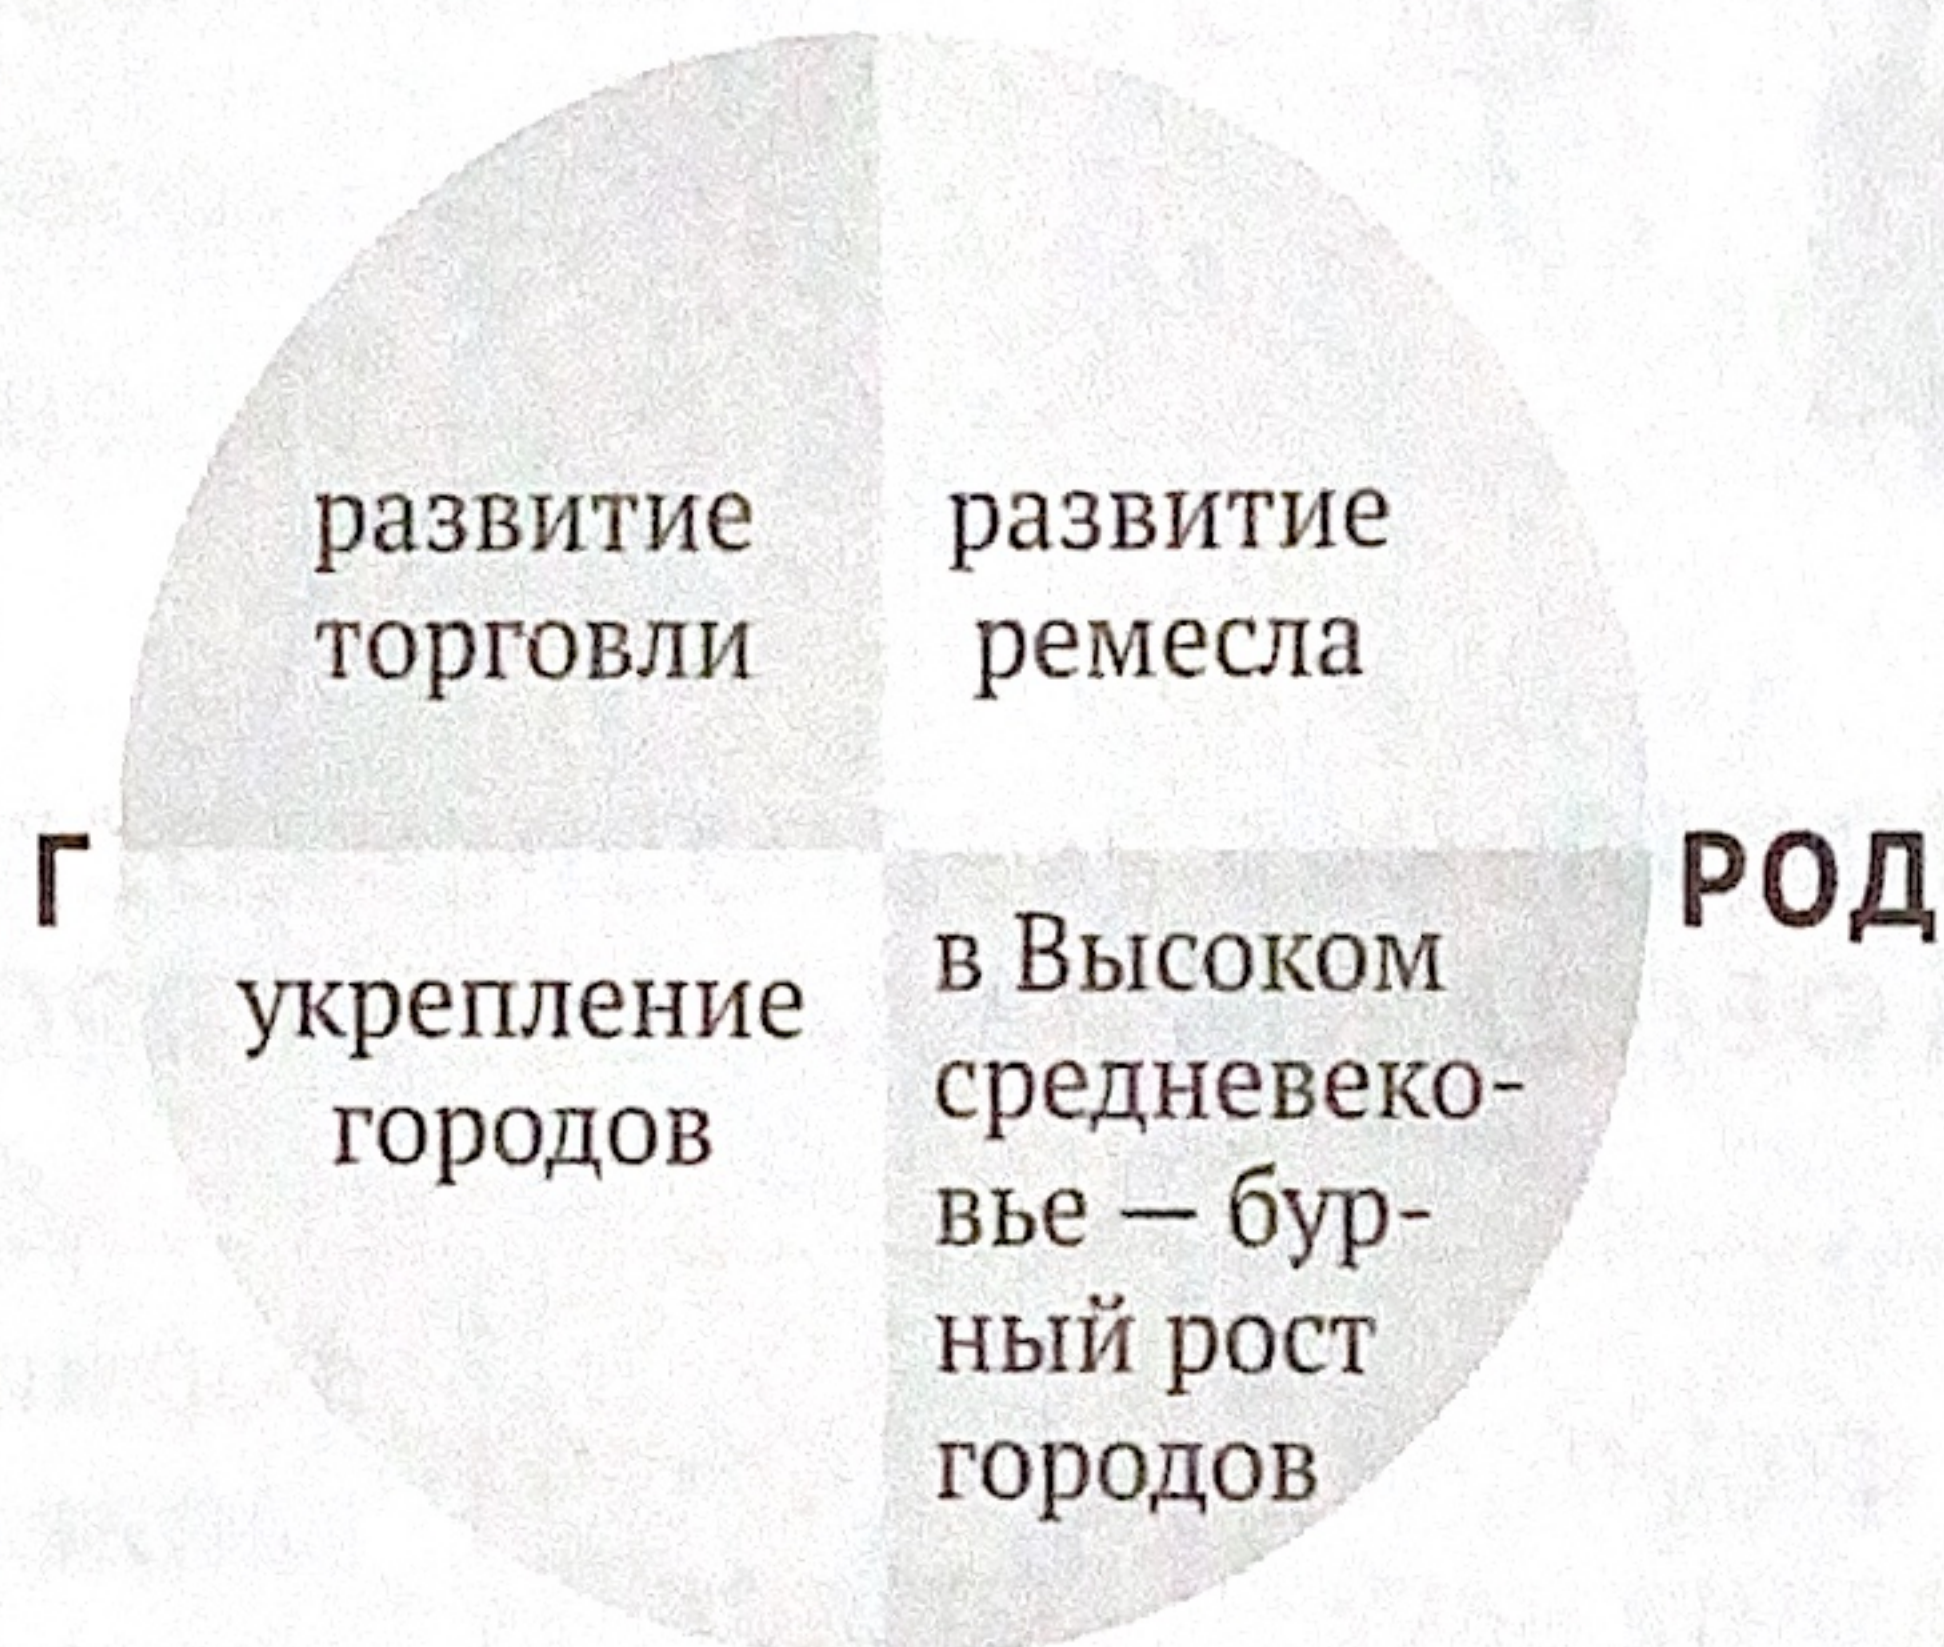 развитие
торговли
развитие
ремесла
Г РОД
укрепление
городов
в Высоком
средневеко-
вье — бур-
ный рост
городов